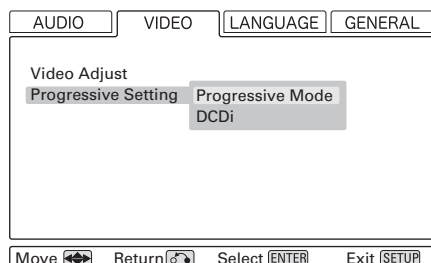 AUDIO VIDEO LANGUAGE GENERAL
Video Adjust
Progressive Setting Progressive Mode
DCDi
Move Return Select ENTER Exit SETUP